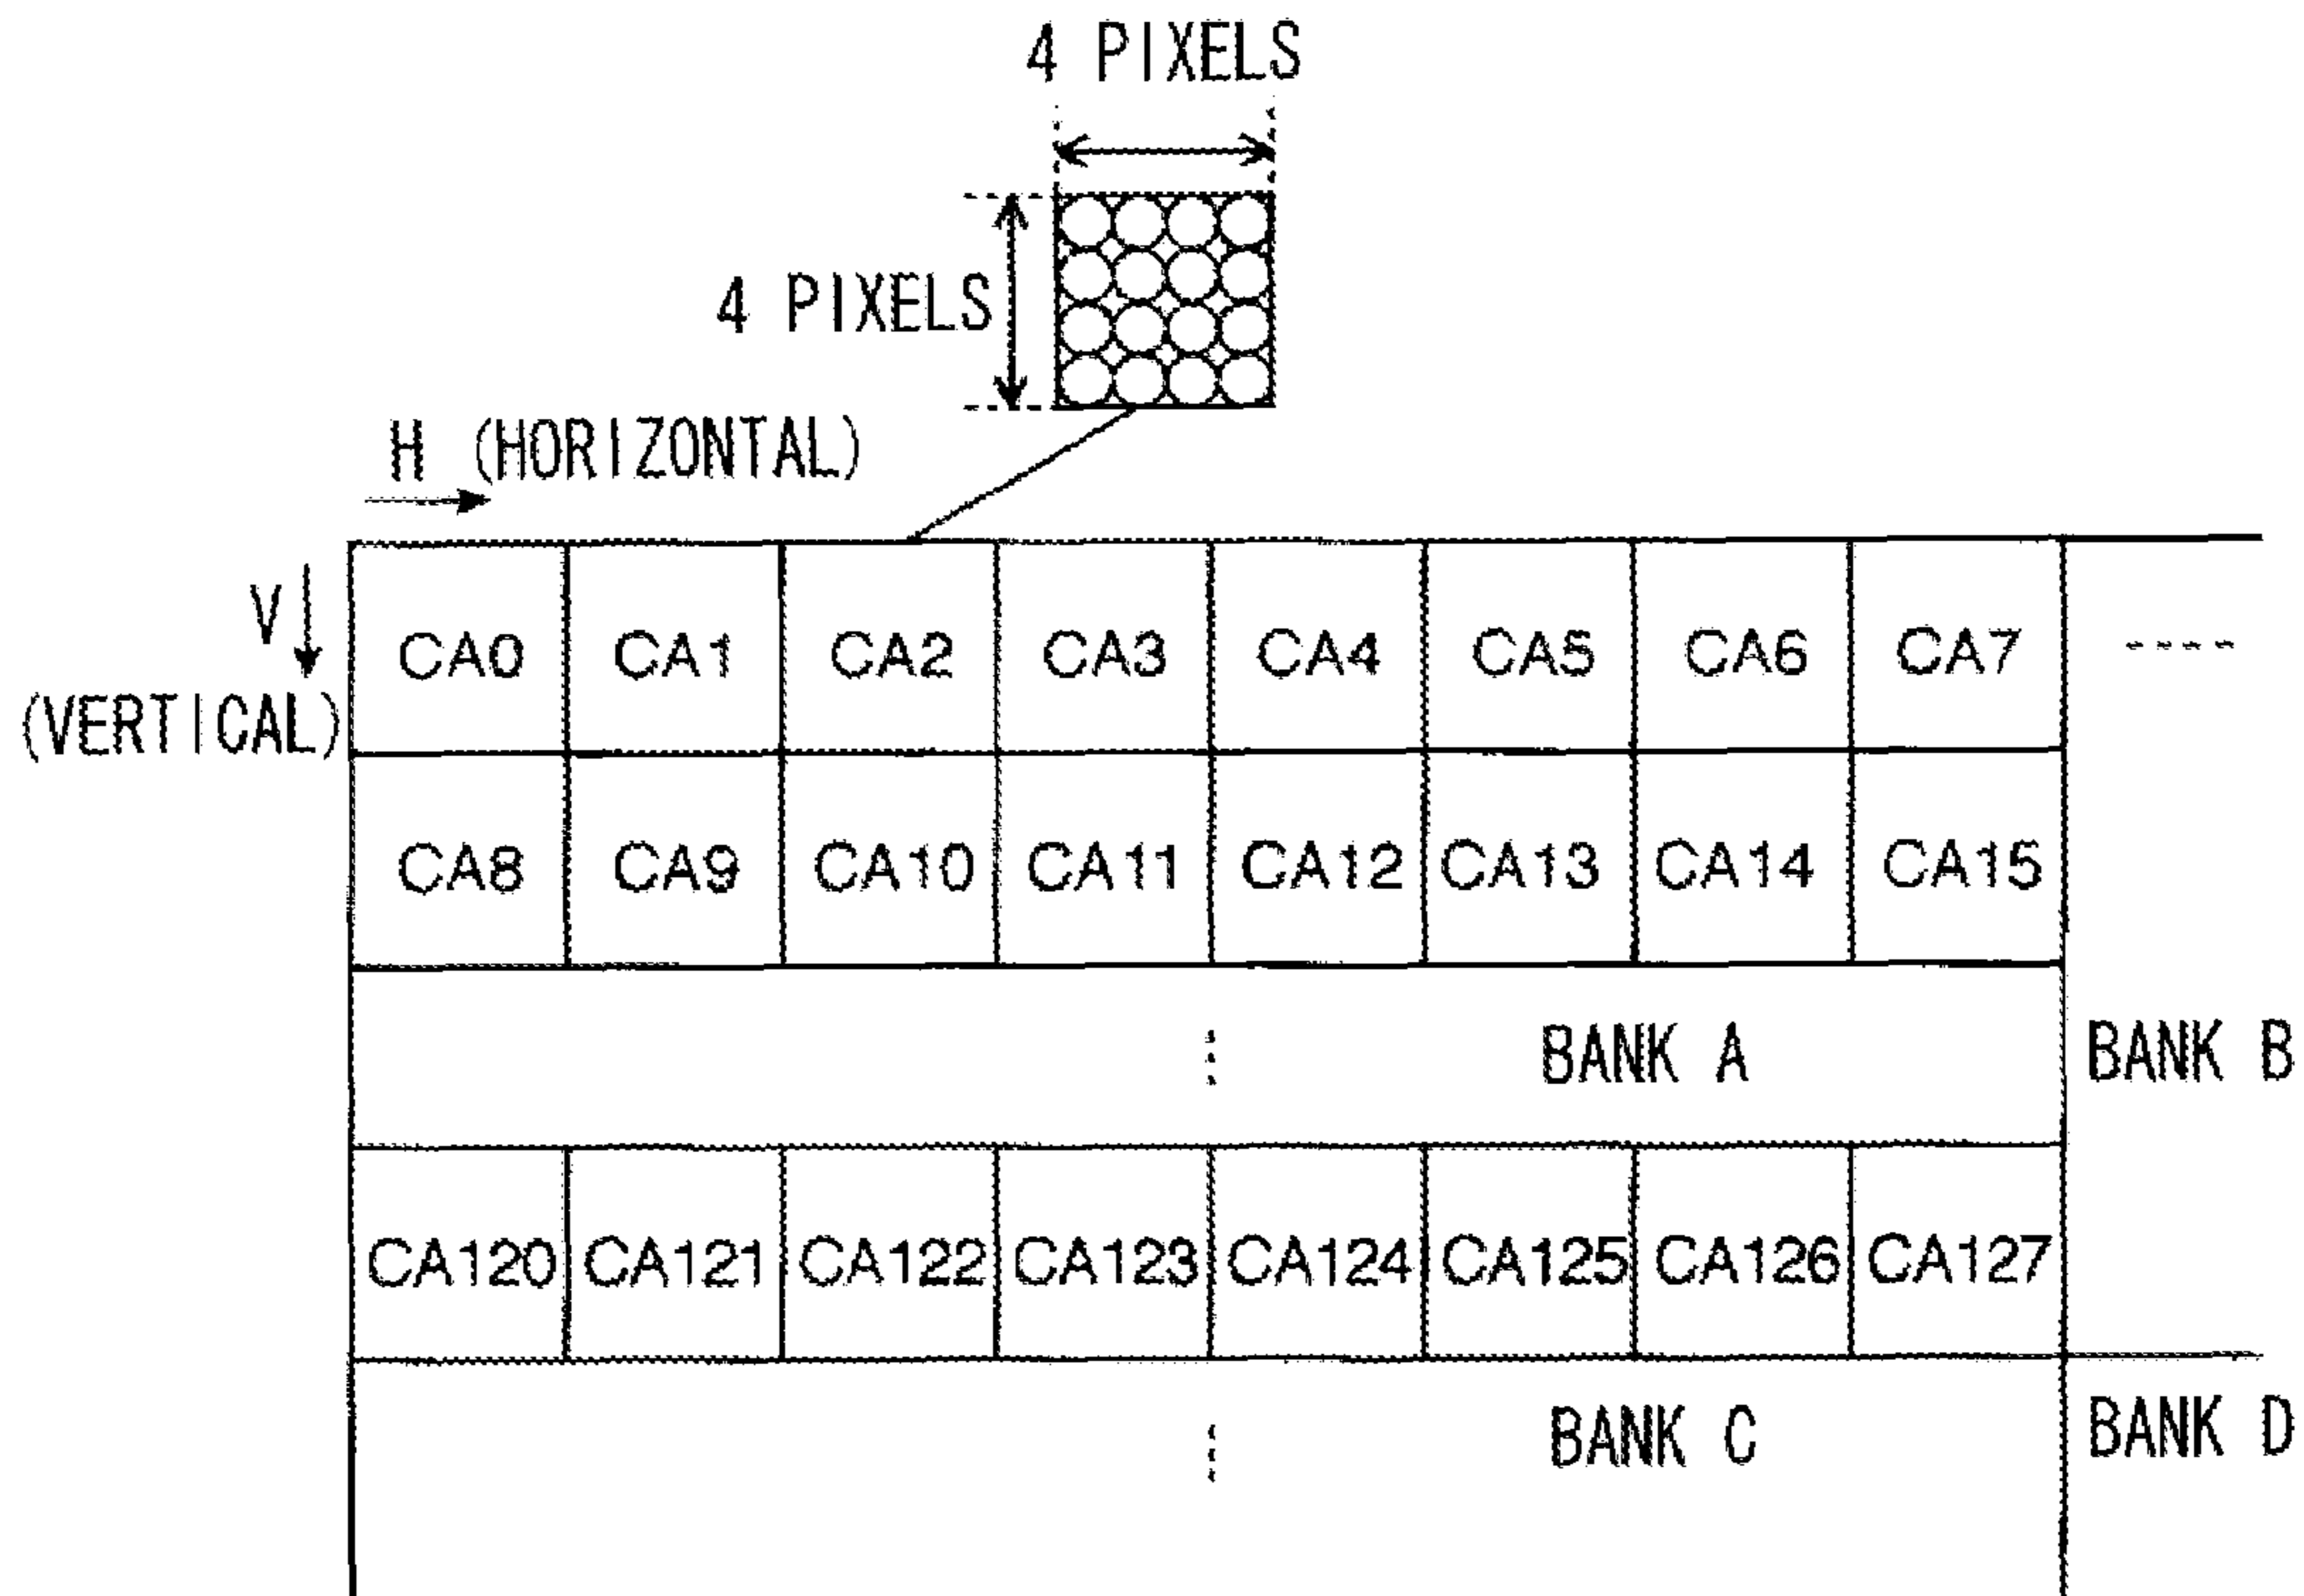 4 PIXELS
4 PIXELS
H (HORIZONTAL)
V
(VERTICAL)
CA0 CA1 CA2 CA3 CA4 CA5 CA6 CA7
CA8 CA9 CA10 CA11 CA12 CA13 CA14 CA15
BANK A BANK B
CA120 CA121 CA122 CA123 CA124 CA125 CA126 CA127
BANK C BANK D